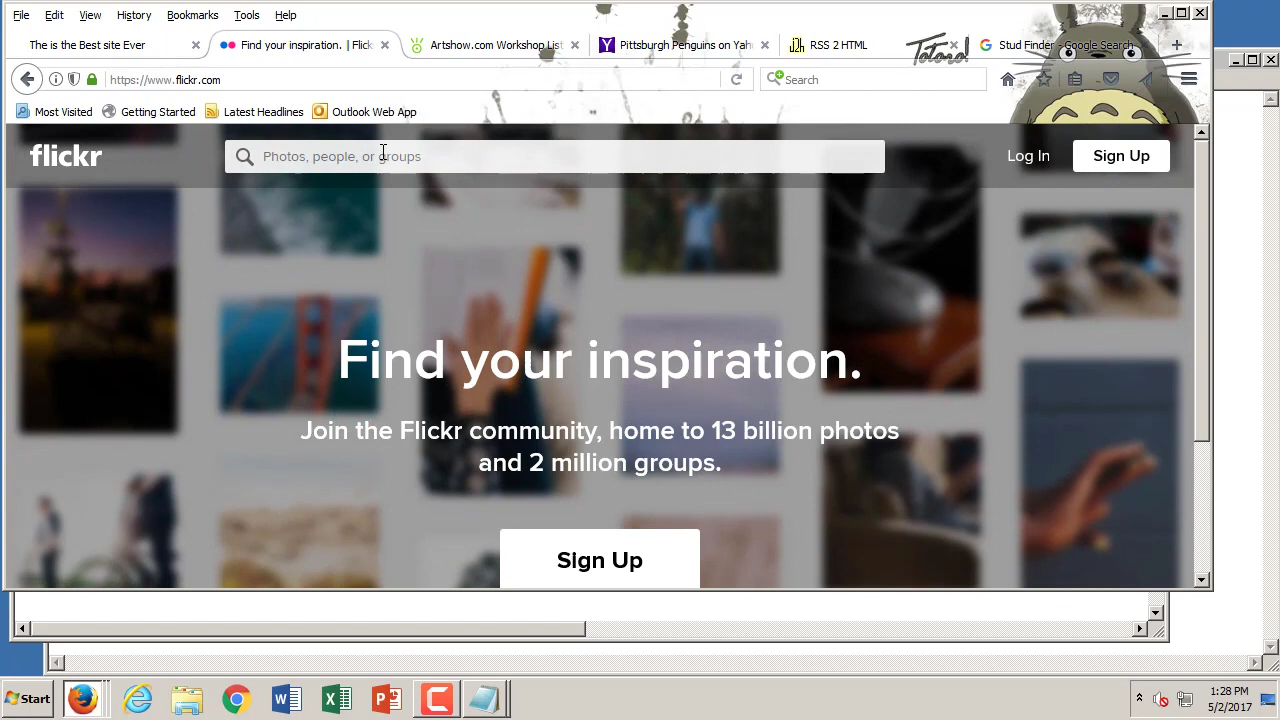 File Edit View History Bookmarks Tools Help
The is the Best site Ever
Find your inspiration. | Flick
Artshow.com Workshop List
Pittsburgh Penguins on Yah
RSS 2 HTML
Totoro!
Stud Finder - Google Search
https://www.flickr.com
Search
Most Visited Getting Started Latest Headlines Outlook Web App
flickr
Photos, people, or groups
Log In
Sign Up
Find your inspiration.
Join the Flickr community, home to 13 billion photos
and 2 million groups.
Sign Up
Start
1:28 PM
5/2/2017